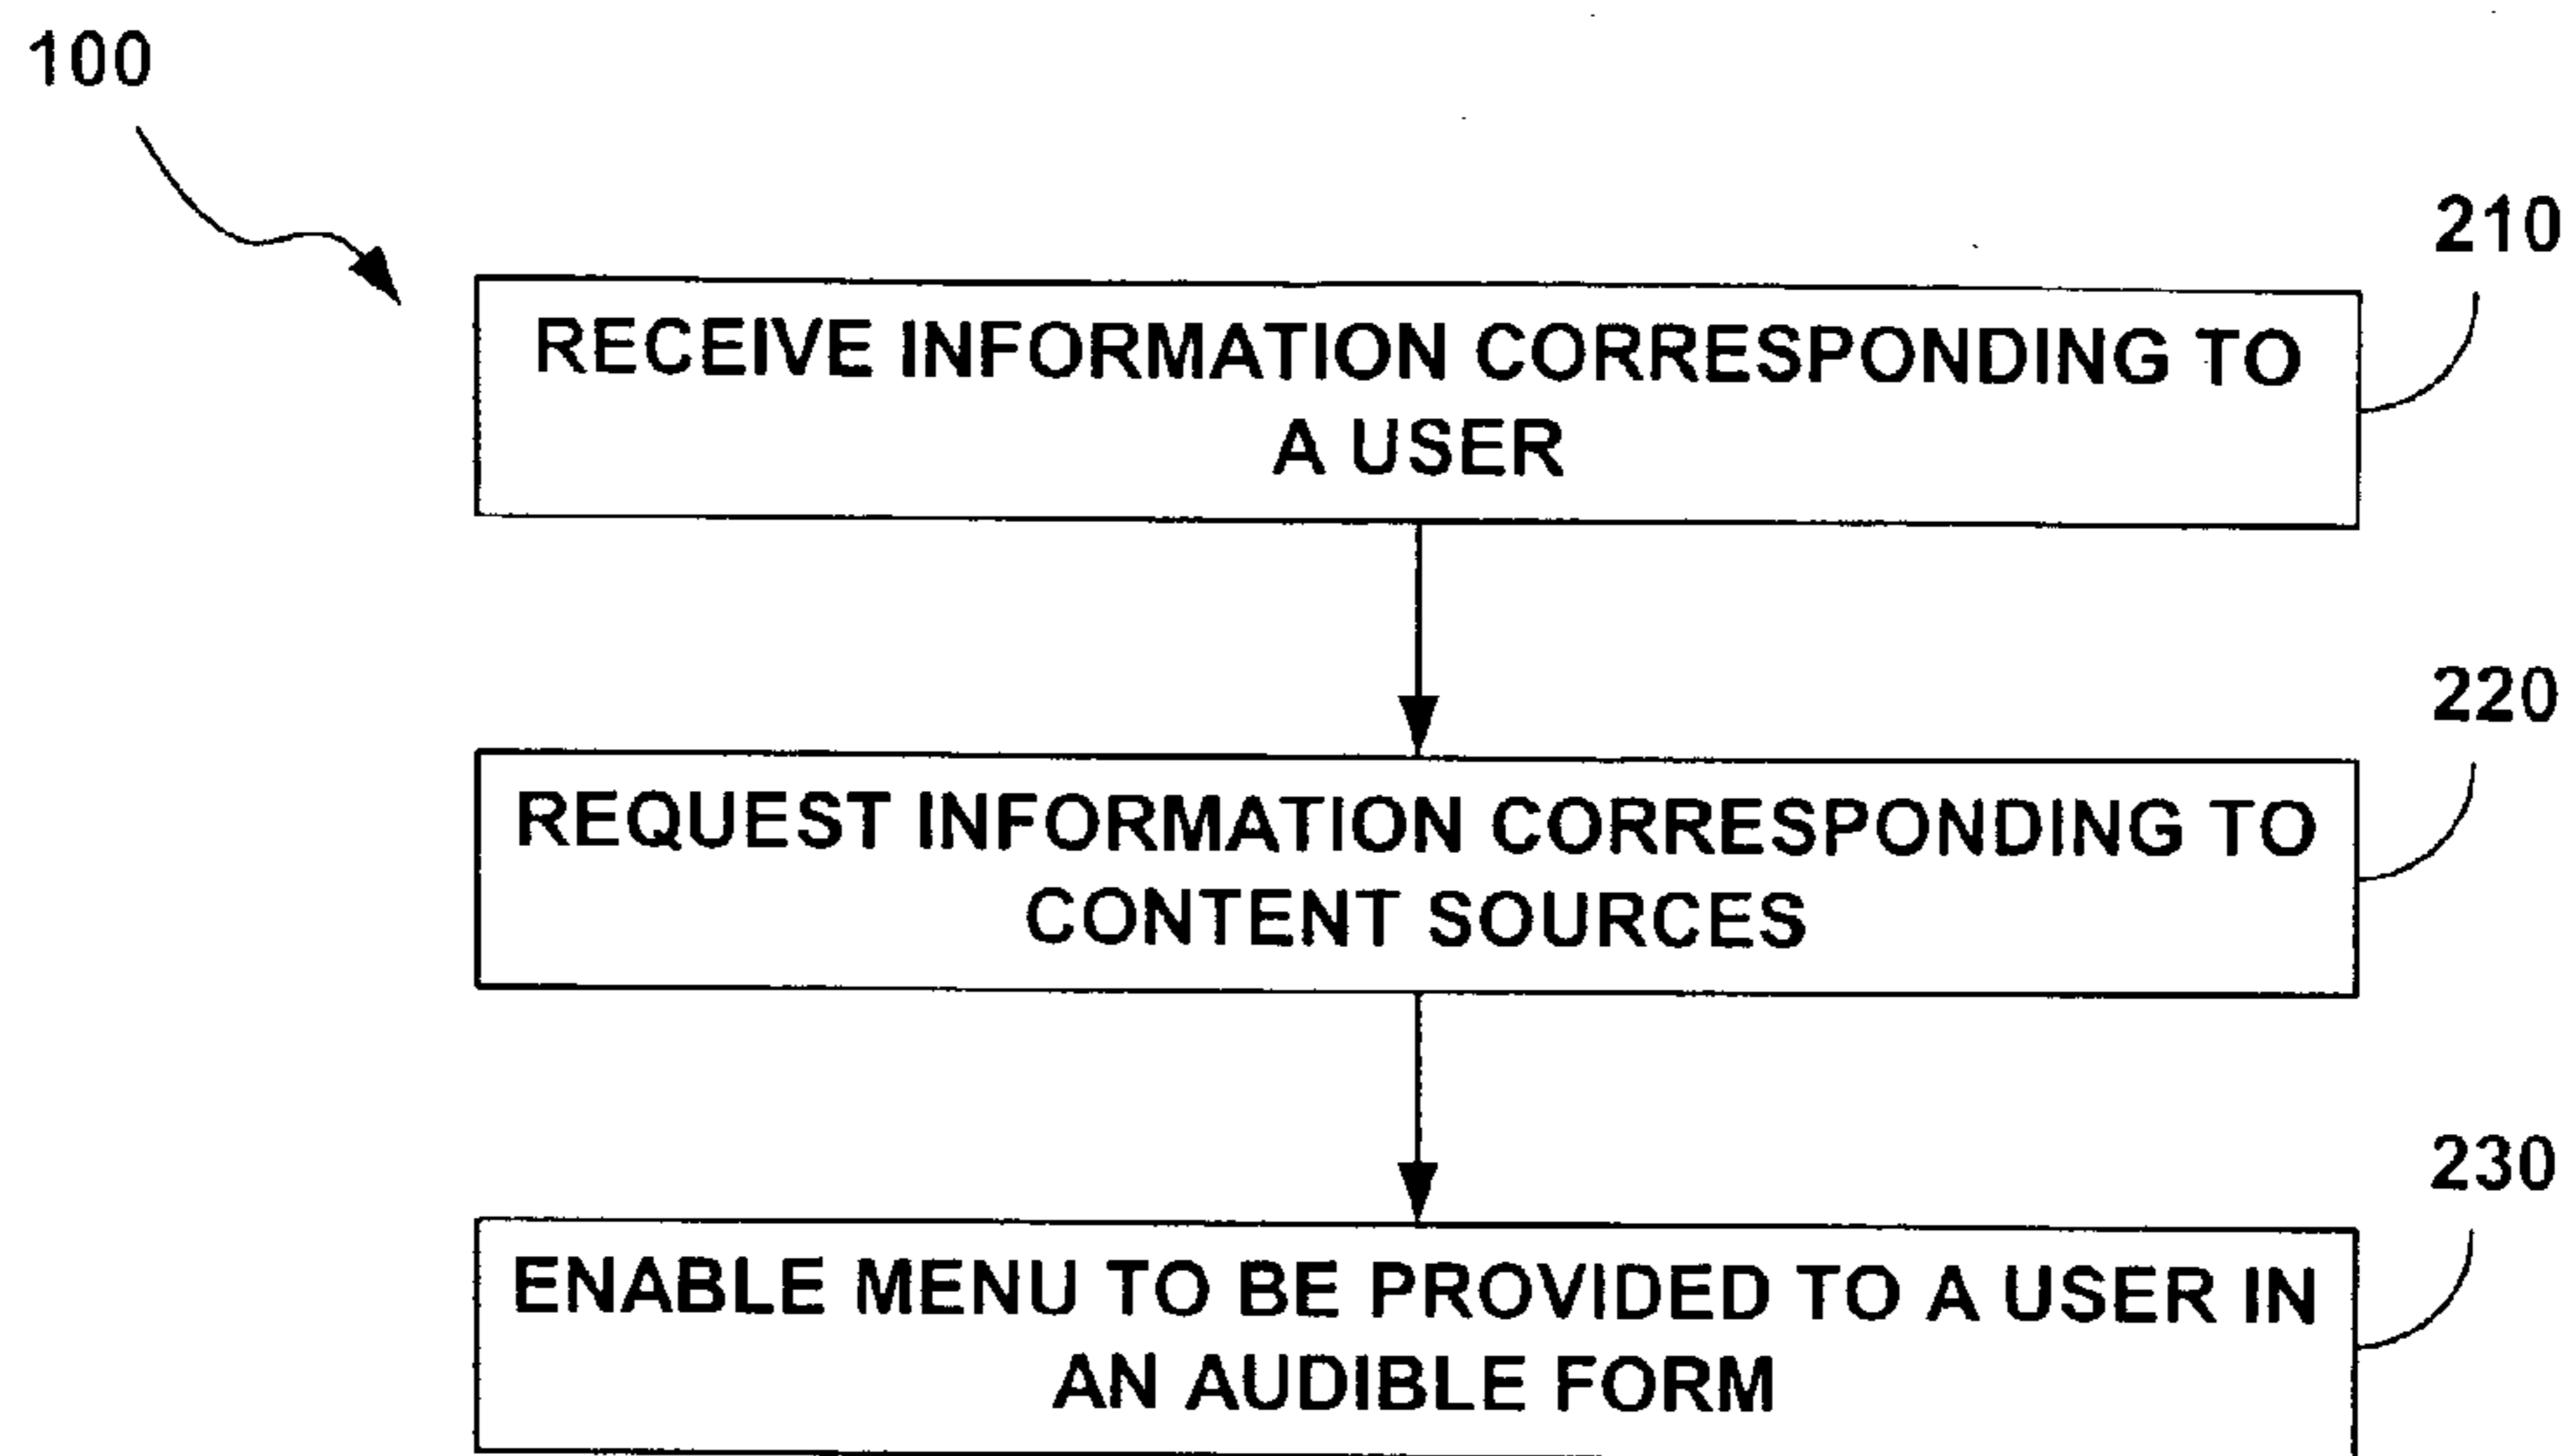 100
210
RECEIVE INFORMATION CORRESPONDING TO
A USER
220
REQUEST INFORMATION CORRESPONDING TO
CONTENT SOURCES
230
ENABLE MENU TO BE PROVIDED TO A USER IN
AN AUDIBLE FORM